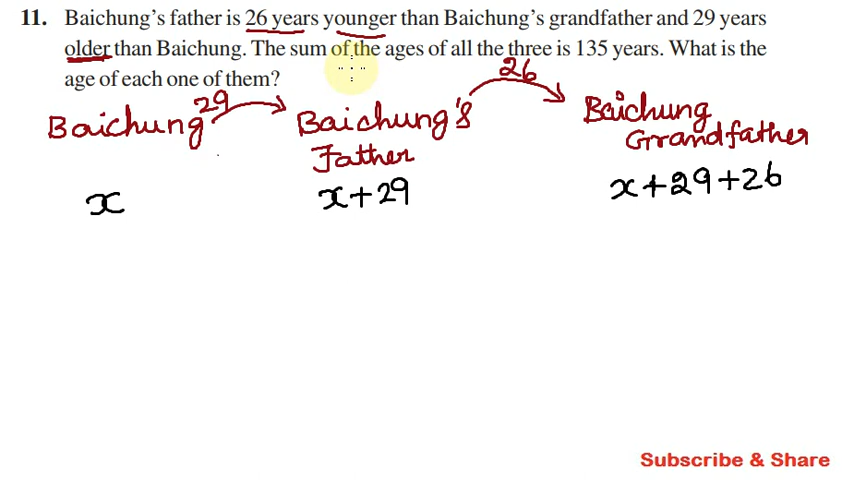 11. Baichung’s father is 26 years younger than Baichung’s grandfather and 29 years
older than Baichung. The sum of the ages of all the three is 135 years. What is the
age of each one of them?
29
26
Baichung
Baichung's
Father
Baichung
Grandfather
x
x+29
x+29+26
Subscribe & Share